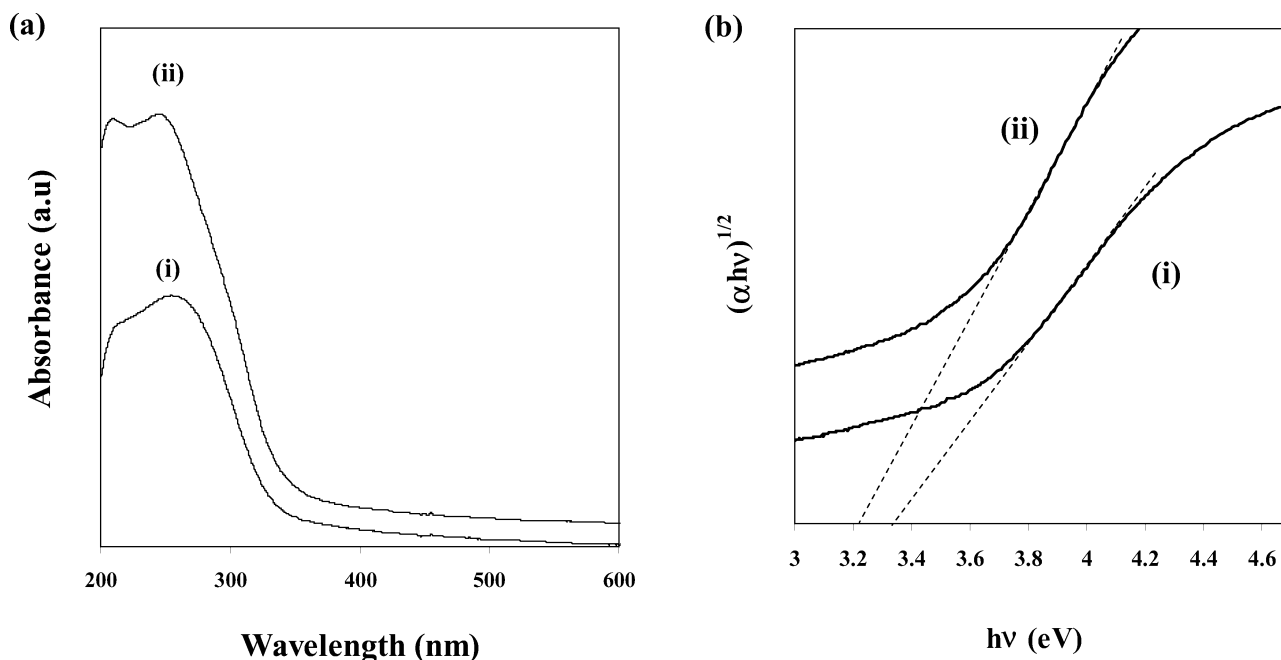 (a)
(ii)
(i)
Absorbance (a.u)
200 300 400 500 600
Wavelength (nm)
(b)
(ii)
(i)
(αhν)1/2
3 3.2 3.4 3.6 3.8 4 4.2 4.4 4.6
hν (eV)